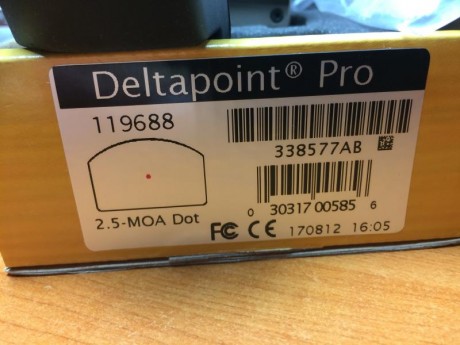 Deltapoint® Pro
119688
338577AB
2.5-MOA Dot
0 30317 00585 6
FC CE 170812 16:05